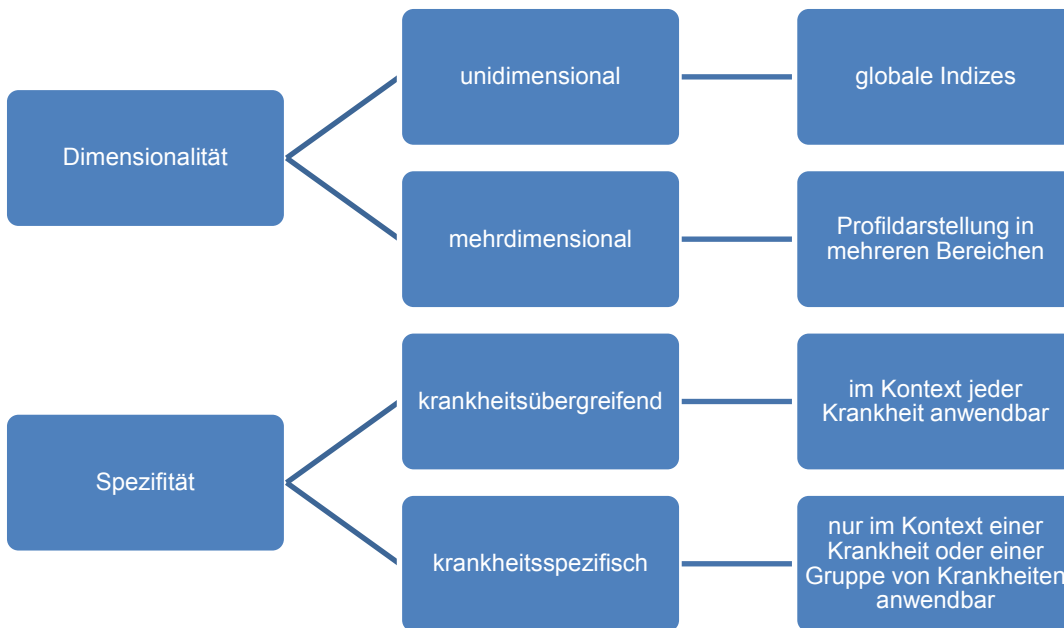 Dimensionalität
unidimensional
globale Indizes
mehrdimensional
Profildarstellung in
mehreren Bereichen
Spezifität
krankheitsübergreifend
im Kontext jeder
Krankheit anwendbar
krankheitsspezifisch
nur im Kontext einer
Krankheit oder einer
Gruppe von Krankheiten
anwendbar